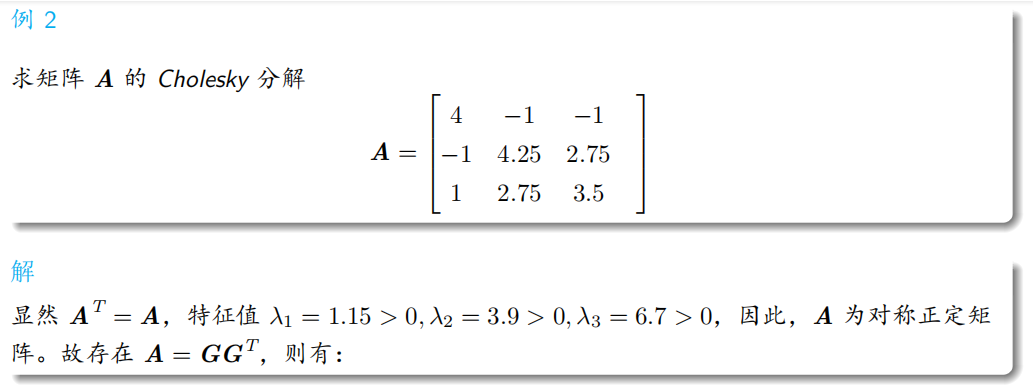 例 2
求矩阵 A 的 Cholesky 分解
A = [4 −1 −1
−1 4.25 2.75
1 2.75 3.5]
解
显然 A^T = A，特征值 λ₁ = 1.15 > 0, λ₂ = 3.9 > 0, λ₃ = 6.7 > 0，因此，A 为对称正定矩
阵。故存在 A = GG^T，则有：